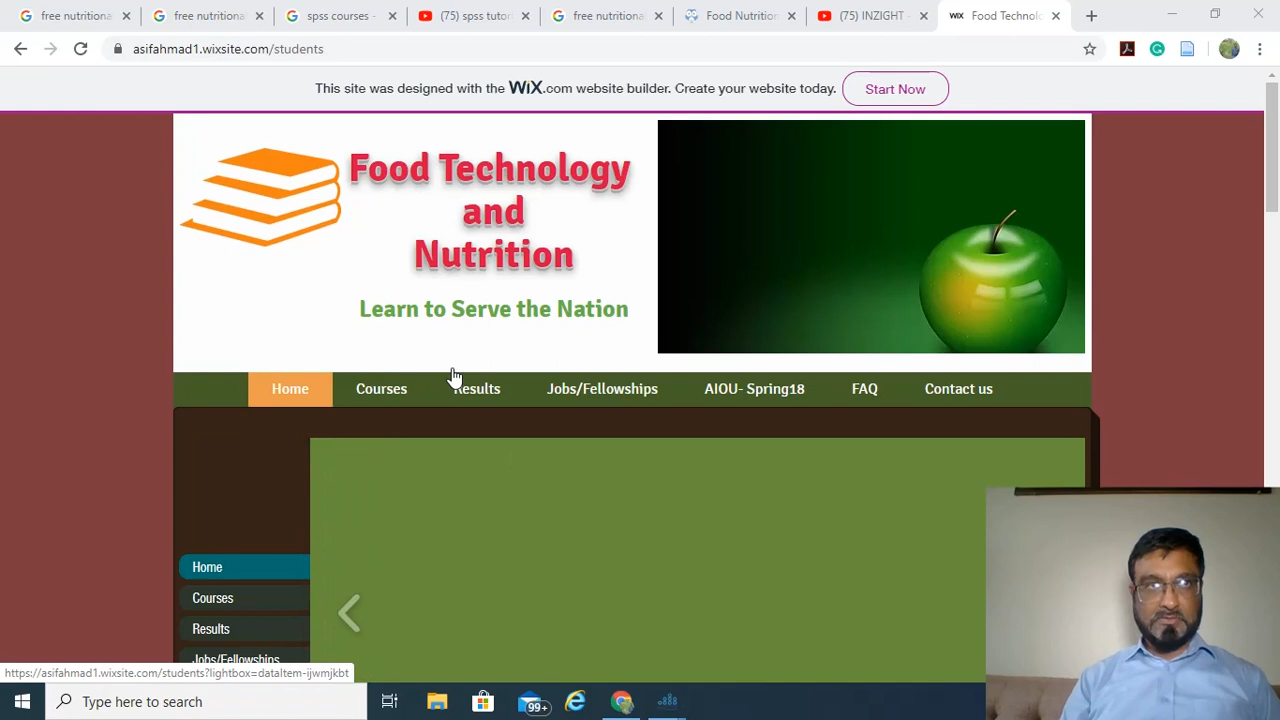 free nutritiona
free nutritiona
spss courses -
(75) spss tutor
free nutritiona
Food Nutrition
(75) INZIGHT -
WIX Food Technolo
asifahmad1.wixsite.com/students
This site was designed with the WiX.com website builder. Create your website today.
Start Now
Food Technology
and
Nutrition
Learn to Serve the Nation
Home
Courses
Results
Jobs/Fellowships
AIOU- Spring18
FAQ
Contact us
Home
Courses
Results
Jobs/Fellowships
https://asifahmad1.wixsite.com/students?lightbox=dataItem-ijwmjkbt
Type here to search
99+